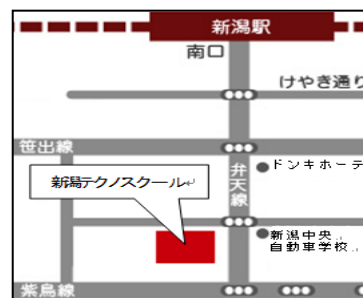 新潟駅
南口
けやき通り
笹出線
ドンキホーテ
弁天線
新潟テクノスクール
新潟中央
自動車学校
紫鳥線